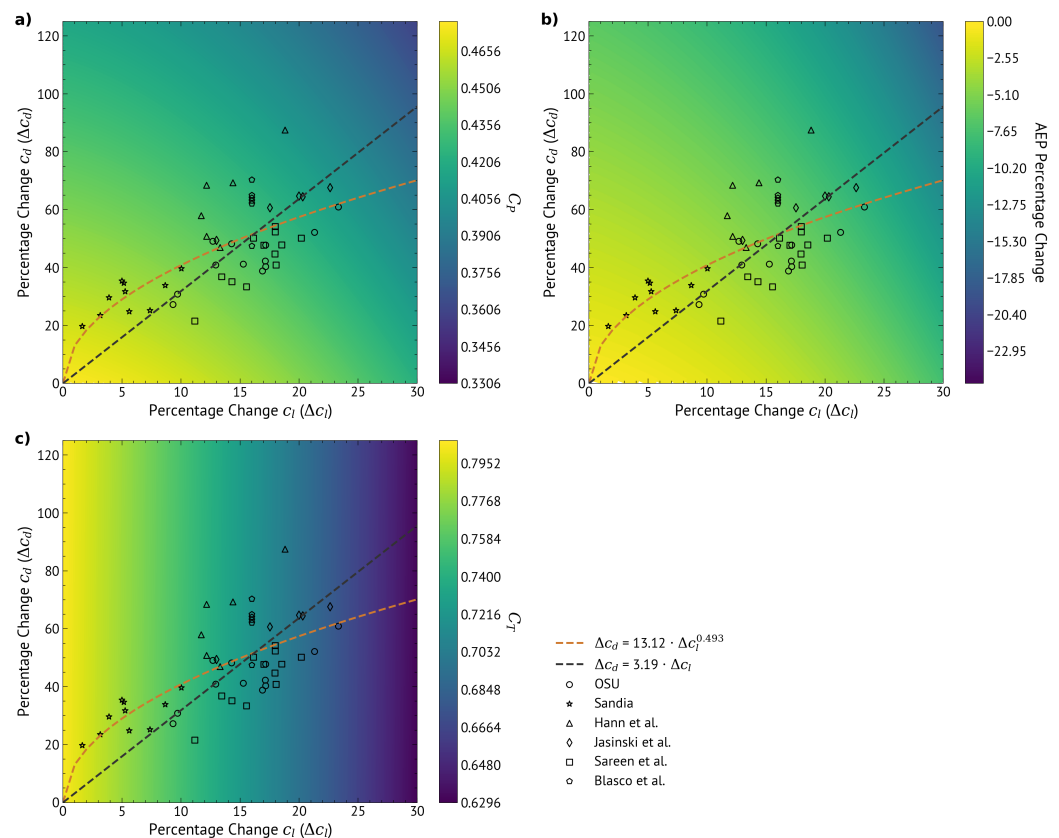 a)
120
100
80
60
40
20
0
0 5 10 15 20 25 30
Percentage Change c_d (Δc_d)
Percentage Change c_l (Δc_l)
0.4656
0.4506
0.4356
0.4206
0.4056
0.3906
0.3756
0.3606
0.3456
0.3306
C_P
b)
120
100
80
60
40
20
0
0 5 10 15 20 25 30
Percentage Change c_d (Δc_d)
Percentage Change c_l (Δc_l)
0.00
−2.55
−5.10
−7.65
−10.20
−12.75
−15.30
−17.85
−20.40
−22.95
AEP Percentage Change
c)
120
100
80
60
40
20
0
0 5 10 15 20 25 30
Percentage Change c_d (Δc_d)
Percentage Change c_l (Δc_l)
0.7952
0.7768
0.7584
0.7400
0.7216
0.7032
0.6848
0.6664
0.6480
0.6296
C_T
Δc_d = 13.12 · Δc_l^0.493
Δc_d = 3.19 · Δc_l
OSU
Sandia
Hann et al.
Jasinski et al.
Sareen et al.
Blasco et al.